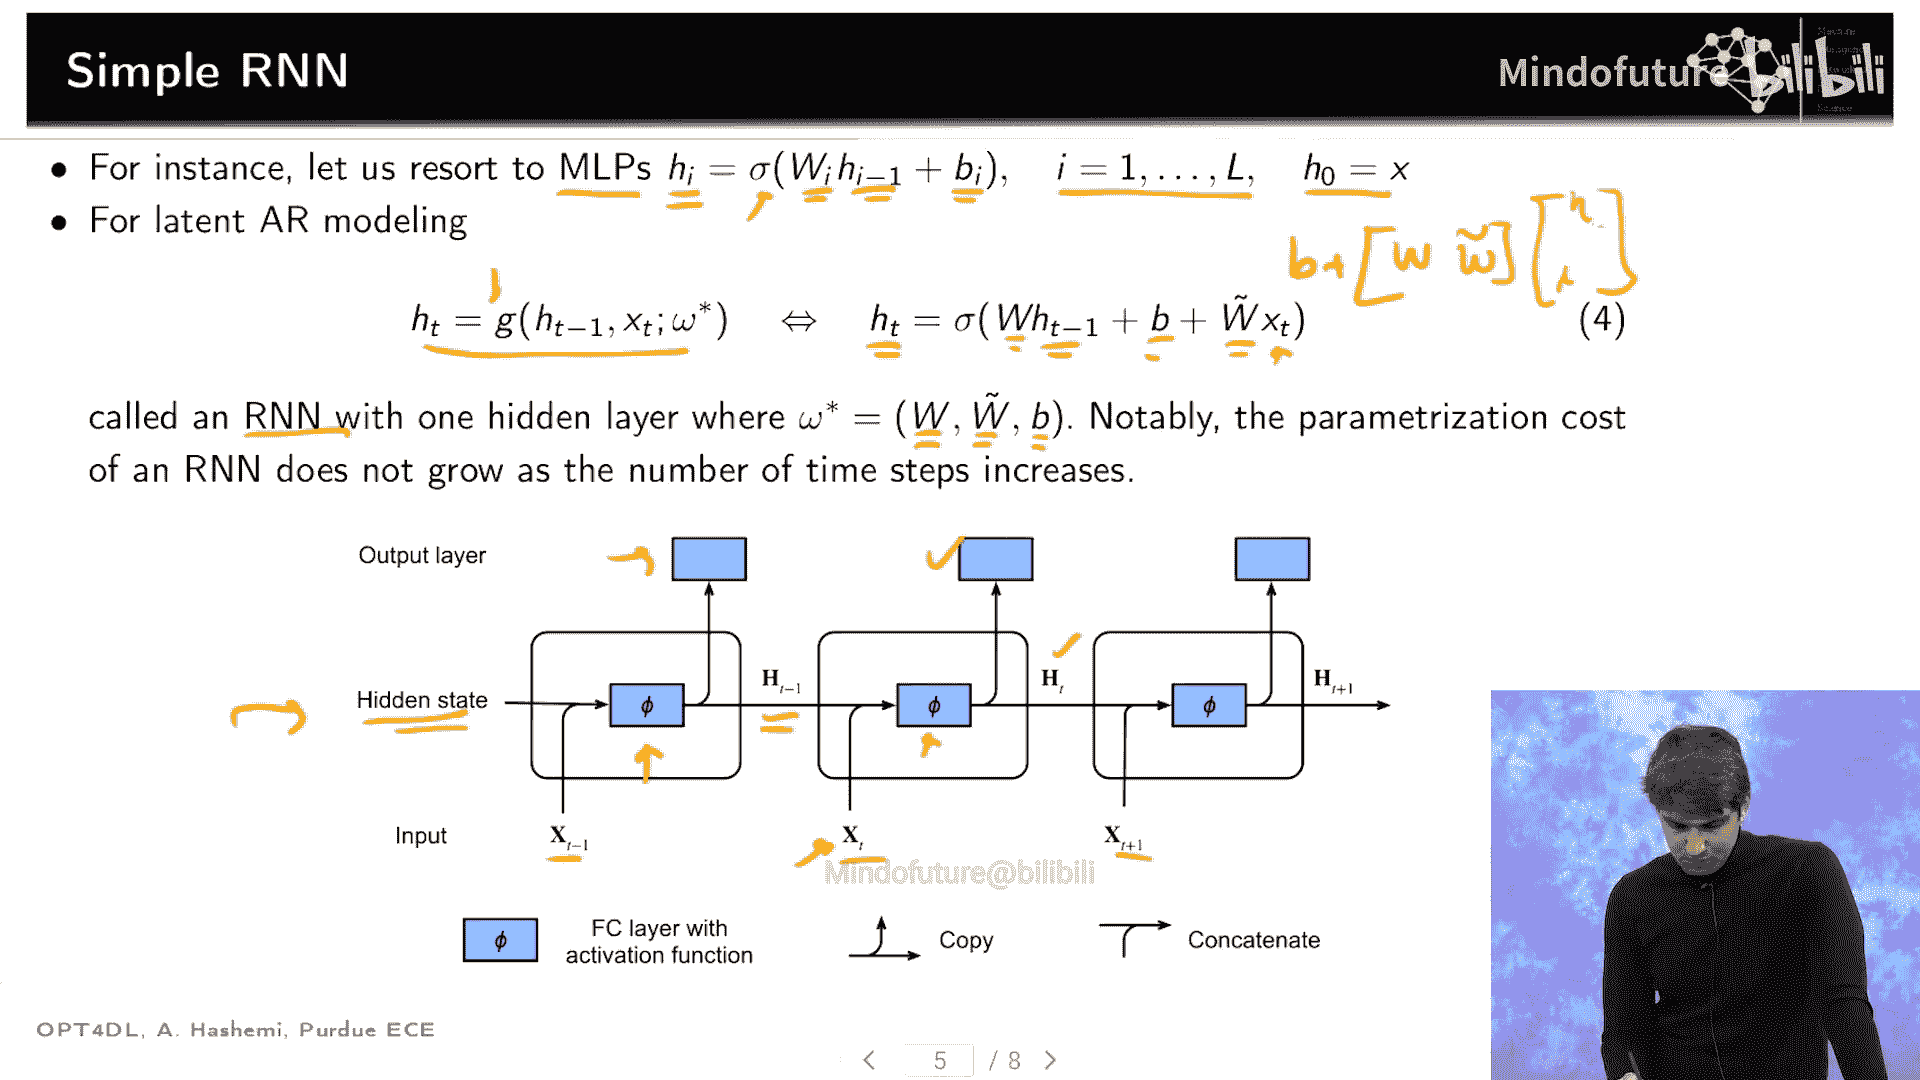 Simple RNN
Mindofuture bilibili
• For instance, let us resort to MLPs h_i = σ(W_i h_{i−1} + b_i), i = 1, . . . , L, h_0 = x
• For latent AR modeling
b + [W W̃] [h
h_t = g(h_{t−1}, x_t; ω*) ⇔ h_t = σ(Wh_{t−1} + b + W̃x_t) (4)
called an RNN with one hidden layer where ω* = (W, W̃, b). Notably, the parametrization cost
of an RNN does not grow as the number of time steps increases.
Output layer
H_{t−1} H_t H_{t+1}
Hidden state ϕ ϕ ϕ
Input X_{t−1} X_t X_{t+1}
Mindofuture@bilibili
ϕ FC layer with activation function Copy Concatenate
OPT4DL, A. Hashemi, Purdue ECE
5 / 8